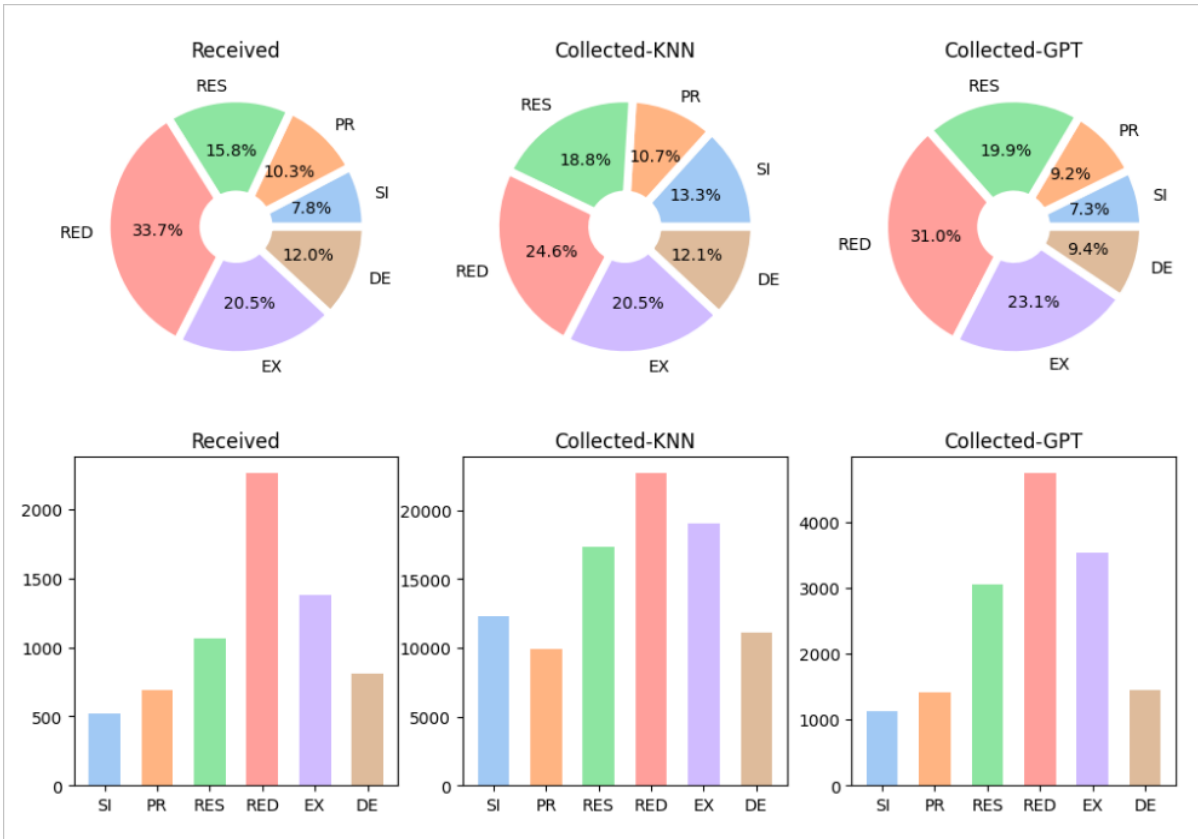 Received
RES
PR
SI
RED
DE
EX
15.8%
10.3%
7.8%
33.7%
12.0%
20.5%
Collected-KNN
RES
PR
SI
RED
DE
EX
18.8%
10.7%
13.3%
24.6%
12.1%
20.5%
Collected-GPT
RES
PR
SI
RED
DE
EX
19.9%
9.2%
7.3%
31.0%
9.4%
23.1%
Received
2000
1500
1000
500
0
SI PR RES RED EX DE
Collected-KNN
20000
15000
10000
5000
0
SI PR RES RED EX DE
Collected-GPT
4000
3000
2000
1000
0
SI PR RES RED EX DE